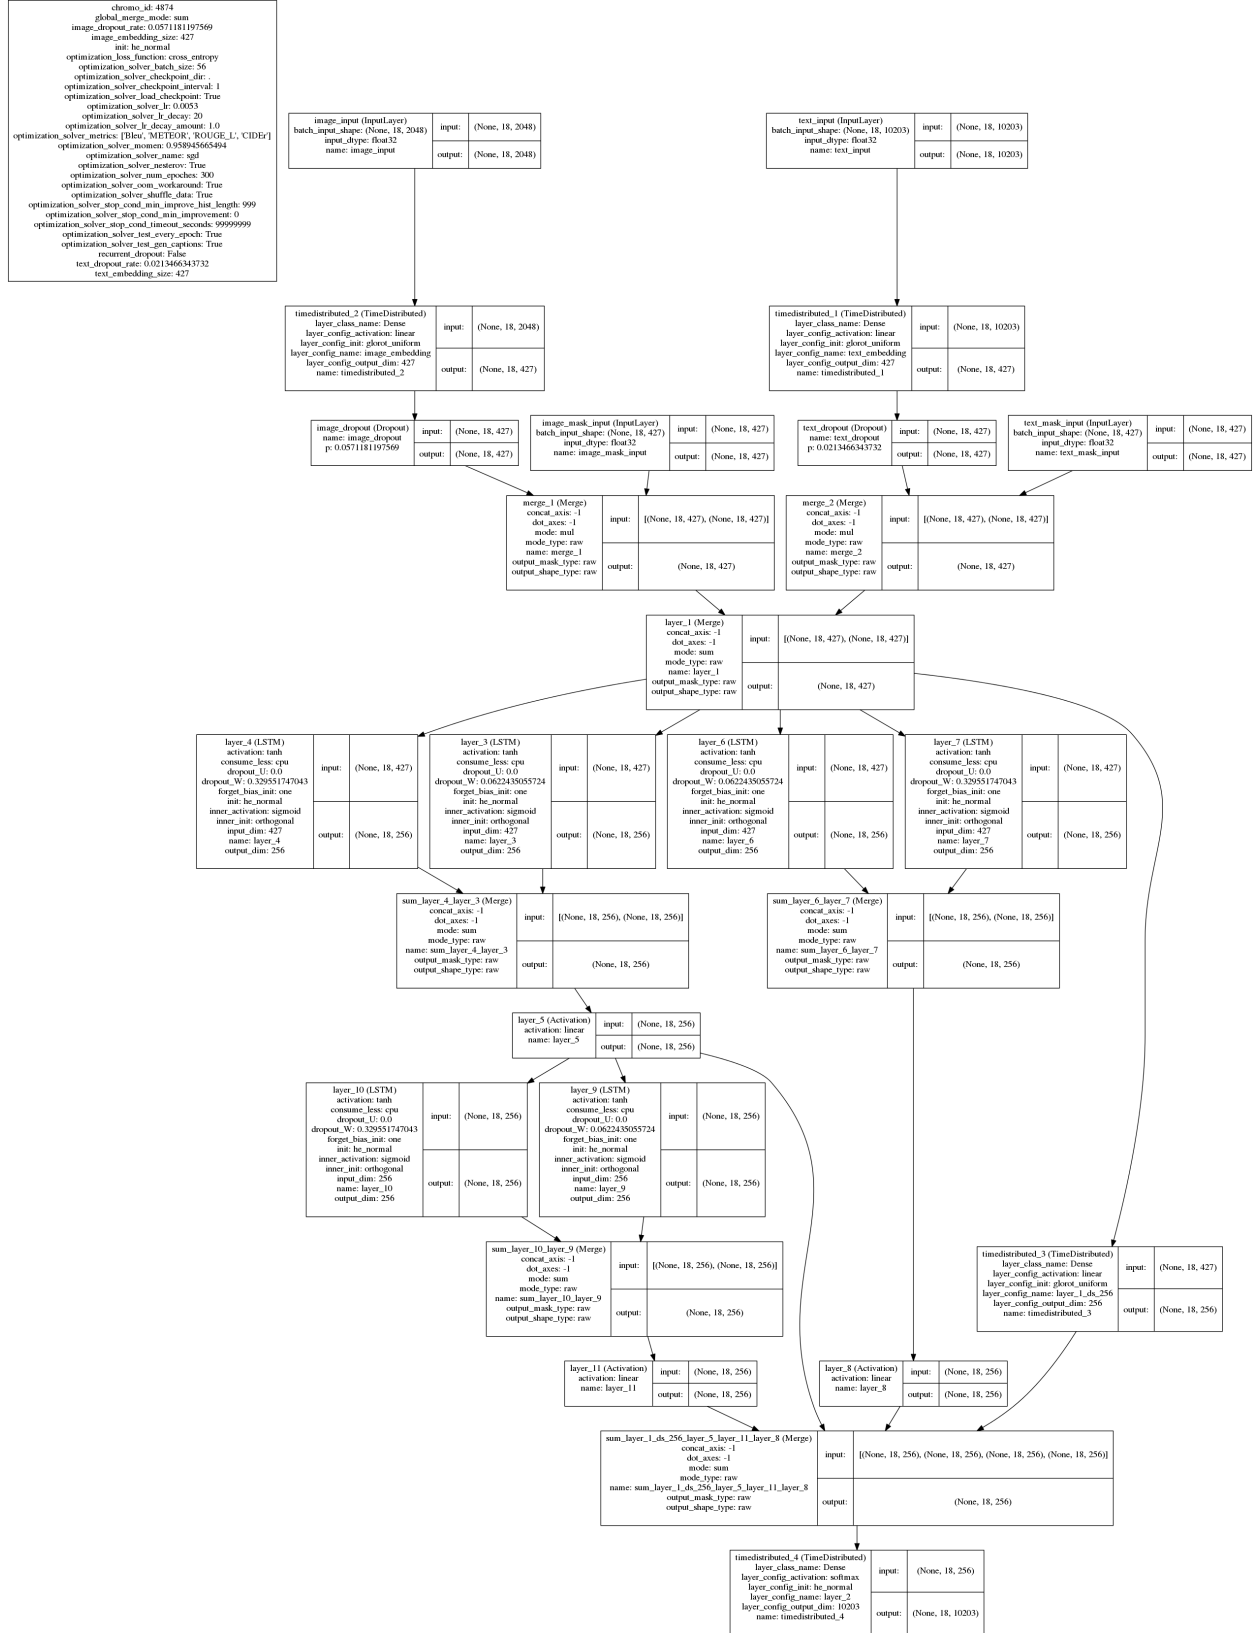 chromo_id: 4874
global_merge_mode: sum
image_dropout_rate: 0.0571181197569
image_embedding_size: 427
init: he_normal
optimization_loss_function: cross_entropy
optimization_solver_batch_size: 56
optimization_solver_checkpoint_dir: .
optimization_solver_checkpoint_interval: 1
optimization_solver_load_checkpoint: True
optimization_solver_lr: 0.0053
optimization_solver_lr_decay: 20
optimization_solver_lr_decay_amount: 1.0
optimization_solver_metrics: ['Bleu', 'METEOR', 'ROUGE_L', 'CIDEr']
optimization_solver_momen: 0.958945665494
optimization_solver_name: sgd
optimization_solver_nesterov: True
optimization_solver_num_epoches: 300
optimization_solver_oom_workaround: True
optimization_solver_shuffle_data: True
optimization_solver_stop_cond_min_improve_hist_length: 999
optimization_solver_stop_cond_min_improvement: 0
optimization_solver_stop_cond_timeout_seconds: 99999999
optimization_solver_test_every_epoch: True
optimization_solver_test_gen_captions: True
recurrent_dropout: False
text_dropout_rate: 0.0213466343732
text_embedding_size: 427
image_input (InputLayer)
batch_input_shape: (None, 18, 2048)
input_dtype: float32
name: image_input
input: (None, 18, 2048)
output: (None, 18, 2048)
text_input (InputLayer)
batch_input_shape: (None, 18, 10203)
input_dtype: float32
name: text_input
input: (None, 18, 10203)
output: (None, 18, 10203)
timedistributed_2 (TimeDistributed)
layer_class_name: Dense
layer_config_activation: linear
layer_config_init: glorot_uniform
layer_config_name: image_embedding
layer_config_output_dim: 427
name: timedistributed_2
input: (None, 18, 2048)
output: (None, 18, 427)
timedistributed_1 (TimeDistributed)
layer_class_name: Dense
layer_config_activation: linear
layer_config_init: glorot_uniform
layer_config_name: text_embedding
layer_config_output_dim: 427
name: timedistributed_1
input: (None, 18, 10203)
output: (None, 18, 427)
image_dropout (Dropout)
name: image_dropout
p: 0.0571181197569
input: (None, 18, 427)
output: (None, 18, 427)
image_mask_input (InputLayer)
batch_input_shape: (None, 18, 427)
input_dtype: float32
name: image_mask_input
input: (None, 18, 427)
output: (None, 18, 427)
text_dropout (Dropout)
name: text_dropout
p: 0.0213466343732
input: (None, 18, 427)
output: (None, 18, 427)
text_mask_input (InputLayer)
batch_input_shape: (None, 18, 427)
input_dtype: float32
name: text_mask_input
input: (None, 18, 427)
output: (None, 18, 427)
merge_1 (Merge)
concat_axis: -1
dot_axes: -1
mode: mul
mode_type: raw
name: merge_1
output_mask_type: raw
output_shape_type: raw
input: [(None, 18, 427), (None, 18, 427)]
output: (None, 18, 427)
merge_2 (Merge)
concat_axis: -1
dot_axes: -1
mode: mul
mode_type: raw
name: merge_2
output_mask_type: raw
output_shape_type: raw
input: [(None, 18, 427), (None, 18, 427)]
output: (None, 18, 427)
layer_1 (Merge)
concat_axis: -1
dot_axes: -1
mode: sum
mode_type: raw
name: layer_1
output_mask_type: raw
output_shape_type: raw
input: [(None, 18, 427), (None, 18, 427)]
output: (None, 18, 427)
layer_4 (LSTM)
activation: tanh
consume_less: cpu
dropout_U: 0.0
dropout_W: 0.329551747043
forget_bias_init: one
init: he_normal
inner_activation: sigmoid
inner_init: orthogonal
input_dim: 427
name: layer_4
output_dim: 256
input: (None, 18, 427)
output: (None, 18, 256)
layer_3 (LSTM)
activation: tanh
consume_less: cpu
dropout_U: 0.0
dropout_W: 0.0622435055724
forget_bias_init: one
init: he_normal
inner_activation: sigmoid
inner_init: orthogonal
input_dim: 427
name: layer_3
output_dim: 256
input: (None, 18, 427)
output: (None, 18, 256)
layer_6 (LSTM)
activation: tanh
consume_less: cpu
dropout_U: 0.0
dropout_W: 0.0622435055724
forget_bias_init: one
init: he_normal
inner_activation: sigmoid
inner_init: orthogonal
input_dim: 427
name: layer_6
output_dim: 256
input: (None, 18, 427)
output: (None, 18, 256)
layer_7 (LSTM)
activation: tanh
consume_less: cpu
dropout_U: 0.0
dropout_W: 0.329551747043
forget_bias_init: one
init: he_normal
inner_activation: sigmoid
inner_init: orthogonal
input_dim: 427
name: layer_7
output_dim: 256
input: (None, 18, 427)
output: (None, 18, 256)
sum_layer_4_layer_3 (Merge)
concat_axis: -1
dot_axes: -1
mode: sum
mode_type: raw
name: sum_layer_4_layer_3
output_mask_type: raw
output_shape_type: raw
input: [(None, 18, 256), (None, 18, 256)]
output: (None, 18, 256)
sum_layer_6_layer_7 (Merge)
concat_axis: -1
dot_axes: -1
mode: sum
mode_type: raw
name: sum_layer_6_layer_7
output_mask_type: raw
output_shape_type: raw
input: [(None, 18, 256), (None, 18, 256)]
output: (None, 18, 256)
layer_5 (Activation)
activation: linear
name: layer_5
input: (None, 18, 256)
output: (None, 18, 256)
layer_10 (LSTM)
activation: tanh
consume_less: cpu
dropout_U: 0.0
dropout_W: 0.329551747043
forget_bias_init: one
init: he_normal
inner_activation: sigmoid
inner_init: orthogonal
input_dim: 256
name: layer_10
output_dim: 256
input: (None, 18, 256)
output: (None, 18, 256)
layer_9 (LSTM)
activation: tanh
consume_less: cpu
dropout_U: 0.0
dropout_W: 0.0622435055724
forget_bias_init: one
init: he_normal
inner_activation: sigmoid
inner_init: orthogonal
input_dim: 256
name: layer_9
output_dim: 256
input: (None, 18, 256)
output: (None, 18, 256)
sum_layer_10_layer_9 (Merge)
concat_axis: -1
dot_axes: -1
mode: sum
mode_type: raw
name: sum_layer_10_layer_9
output_mask_type: raw
output_shape_type: raw
input: [(None, 18, 256), (None, 18, 256)]
output: (None, 18, 256)
timedistributed_3 (TimeDistributed)
layer_class_name: Dense
layer_config_activation: linear
layer_config_init: glorot_uniform
layer_config_name: layer_1_ds_256
layer_config_output_dim: 256
name: timedistributed_3
input: (None, 18, 427)
output: (None, 18, 256)
layer_11 (Activation)
activation: linear
name: layer_11
input: (None, 18, 256)
output: (None, 18, 256)
layer_8 (Activation)
activation: linear
name: layer_8
input: (None, 18, 256)
output: (None, 18, 256)
sum_layer_1_ds_256_layer_5_layer_11_layer_8 (Merge)
concat_axis: -1
dot_axes: -1
mode: sum
mode_type: raw
name: sum_layer_1_ds_256_layer_5_layer_11_layer_8
output_mask_type: raw
output_shape_type: raw
input: [(None, 18, 256), (None, 18, 256), (None, 18, 256), (None, 18, 256)]
output: (None, 18, 256)
timedistributed_4 (TimeDistributed)
layer_class_name: Dense
layer_config_activation: softmax
layer_config_init: he_normal
layer_config_name: layer_2
layer_config_output_dim: 10203
name: timedistributed_4
input: (None, 18, 256)
output: (None, 18, 10203)